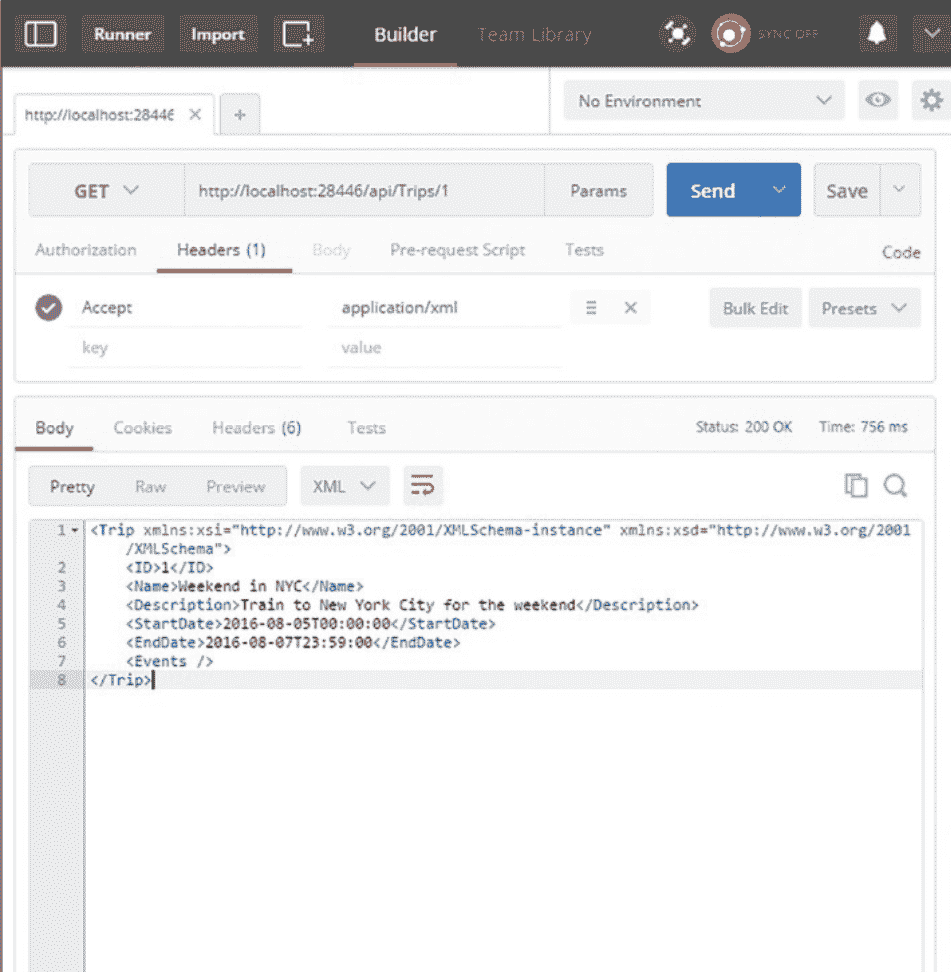 Runner Import Builder Team Library SYNC OFF
http://localhost:28446 No Environment
GET http://localhost:28446/api/Trips/1 Params Send Save
Authorization Headers (1) Body Pre-request Script Tests Code
Accept application/xml Bulk Edit Presets
key value
Body Cookies Headers (6) Tests Status: 200 OK Time: 756 ms
Pretty Raw Preview XML
1 <Trip xmlns:xsi="http://www.w3.org/2001/XMLSchema-instance" xmlns:xsd="http://www.w3.org/2001
/XMLSchema">
2 <ID>1</ID>
3 <Name>Weekend in NYC</Name>
4 <Description>Train to New York City for the weekend</Description>
5 <StartDate>2016-08-05T00:00:00</StartDate>
6 <EndDate>2016-08-07T23:59:00</EndDate>
7 <Events />
8 </Trip>